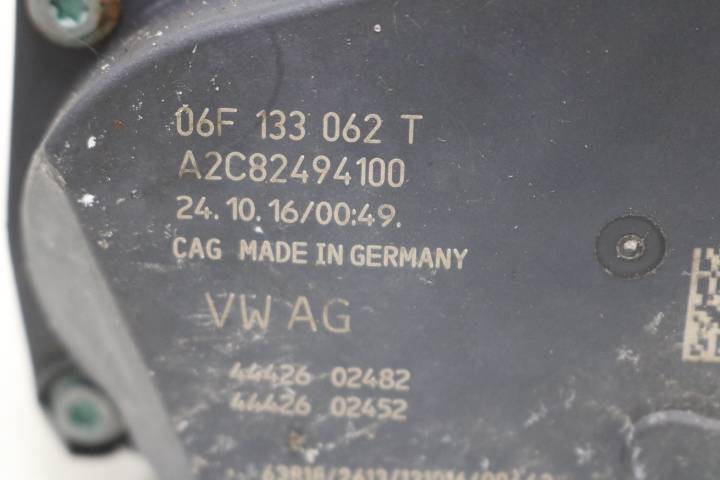 06F 133 062 T
A2C82494100
24.10.16/00:49.
CAG MADE IN GERMANY
VW AG
44426 02482
44426 02452